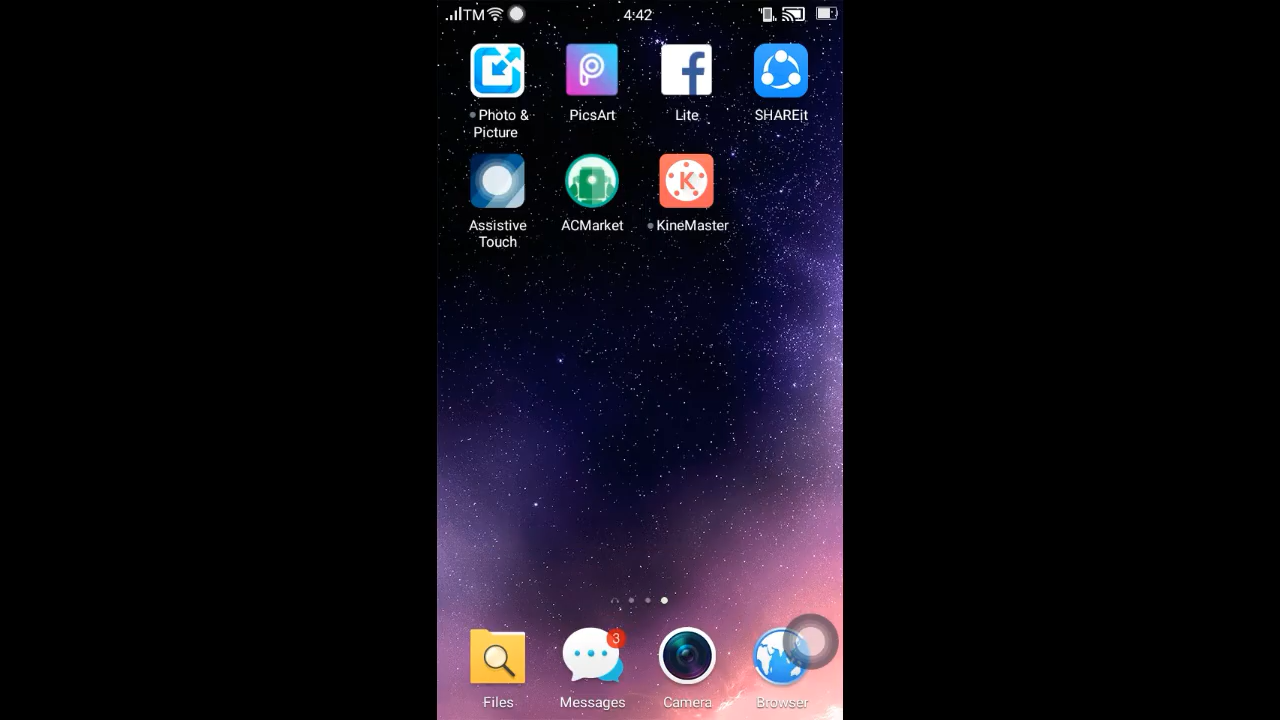 TM 4:42
Photo & Picture
PicsArt
Lite
SHAREit
Assistive Touch
ACMarket
K
KineMaster
3
Files
Messages
Camera
Browser